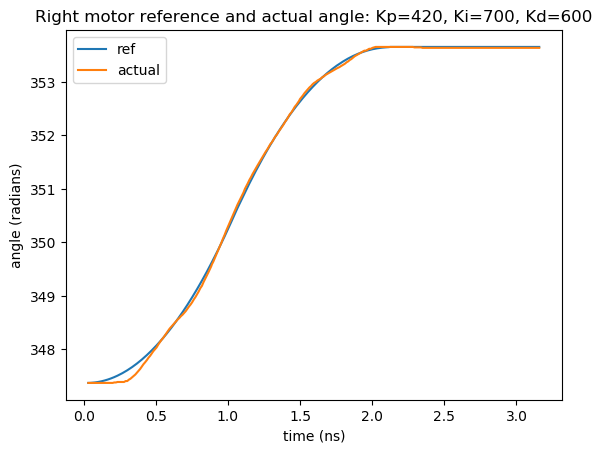 Right motor reference and actual angle: Kp=420, Ki=700, Kd=600
ref
actual
angle (radians)
353
352
351
350
349
348
0.0 0.5 1.0 1.5 2.0 2.5 3.0
time (ns)